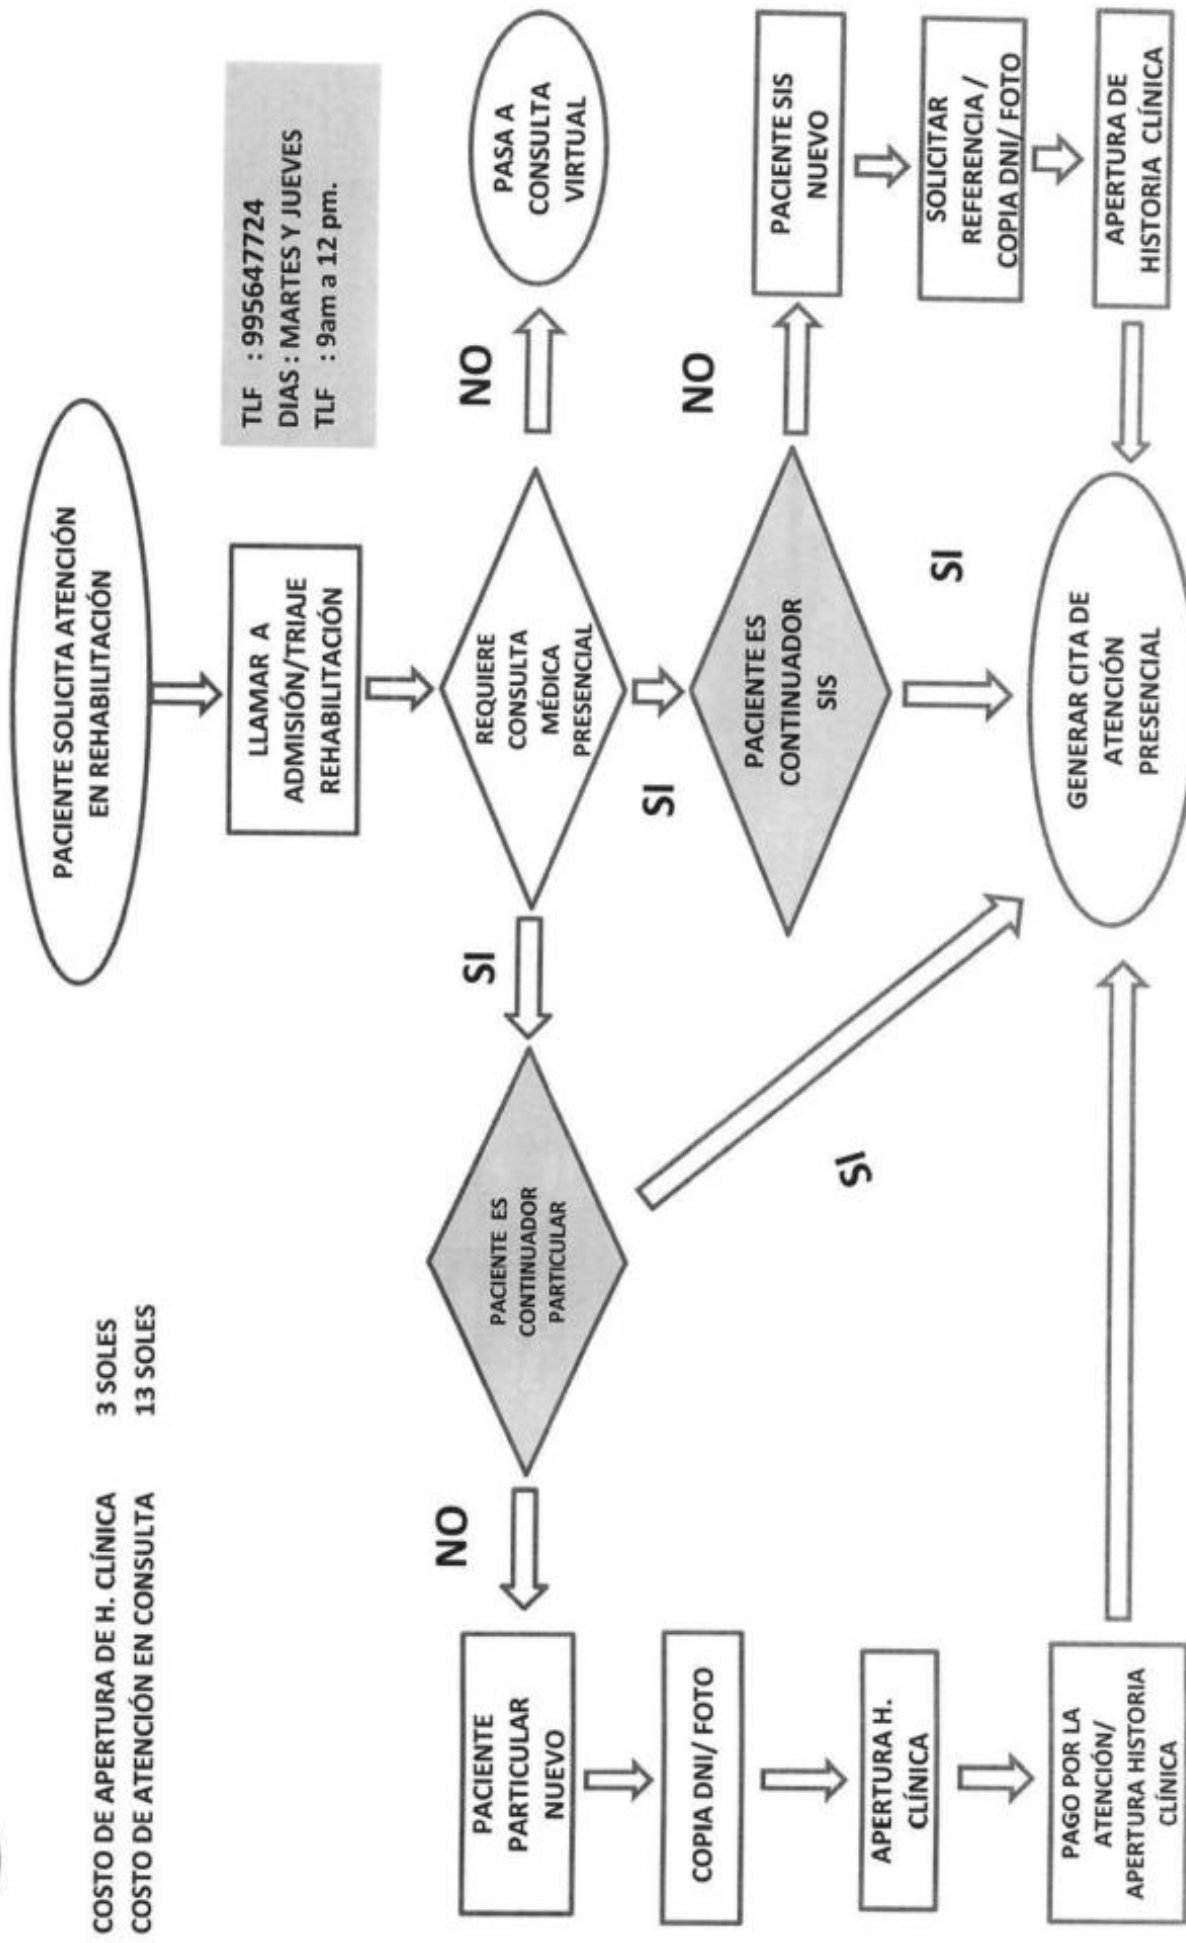 COSTO DE APERTURA DE H. CLÍNICA 3 SOLES
COSTO DE ATENCIÓN EN CONSULTA 13 SOLES
PACIENTE SOLICITA ATENCIÓN
EN REHABILITACIÓN
TLF : 995647724
DIAS : MARTES Y JUEVES
TLF : 9am a 12 pm.
LLAMAR A
ADMISIÓN/TRIAJE
REHABILITACIÓN
REQUIERE
CONSULTA
MÉDICA
PRESENCIAL
NO
PASA A
CONSULTA
VIRTUAL
SI
PACIENTE ES
CONTINUADOR
PARTICULAR
NO
PACIENTE
PARTICULAR
NUEVO
COPIA DNI/ FOTO
APERTURA H.
CLÍNICA
PAGO POR LA
ATENCIÓN/
APERTURA HISTORIA
CLÍNICA
SI
SI
PACIENTE ES
CONTINUADOR
SIS
NO
PACIENTE SIS
NUEVO
SOLICITAR
REFERENCIA /
COPIA DNI/ FOTO
APERTURA DE
HISTORIA CLÍNICA
SI
GENERAR CITA DE
ATENCIÓN
PRESENCIAL